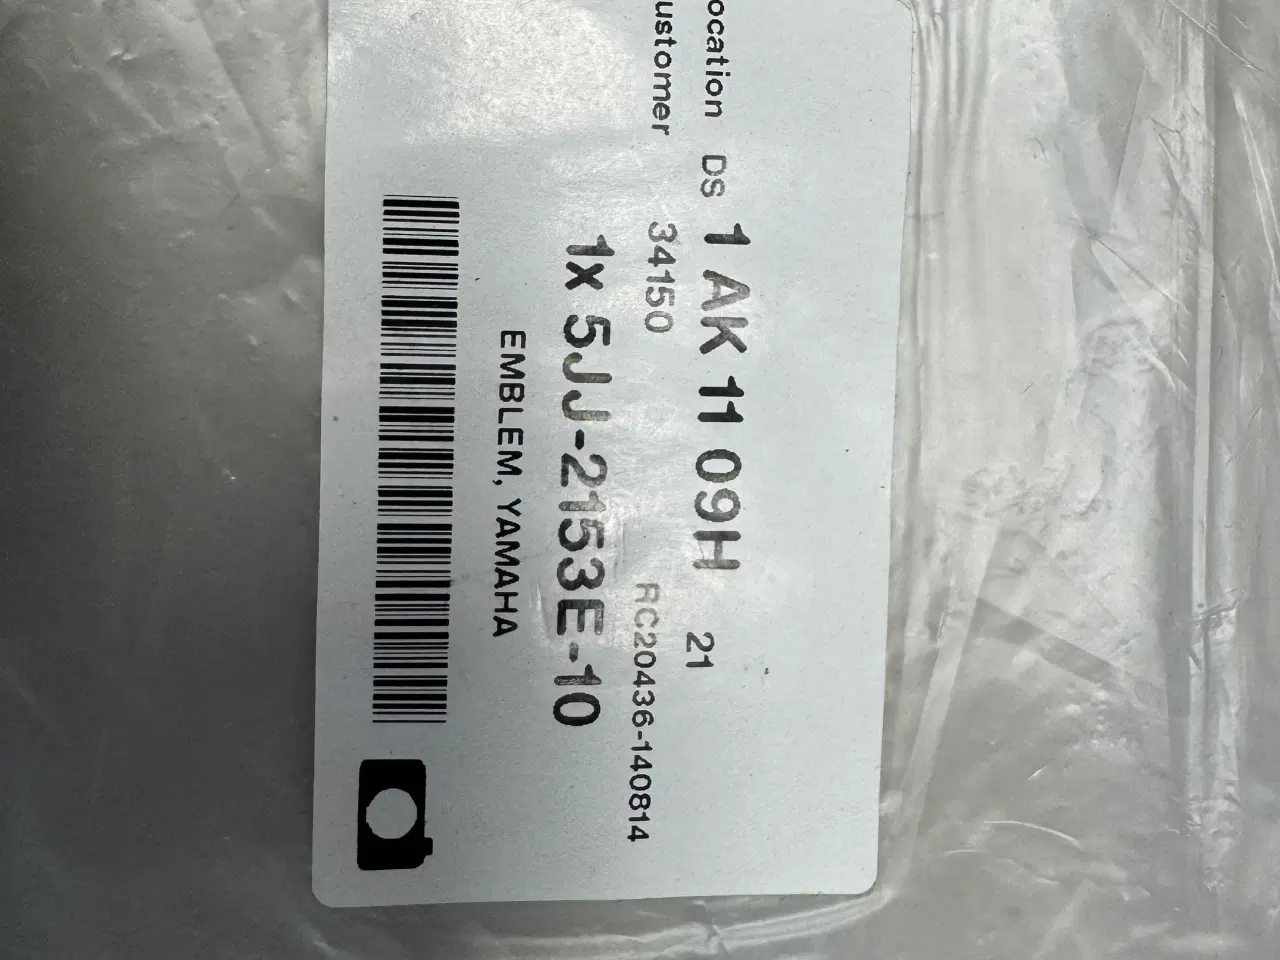 ocation DS 1 AK 11 09H 21
ustomer 34150 RC20436-140814
1x 5JJ-2153E-10
EMBLEM, YAMAHA